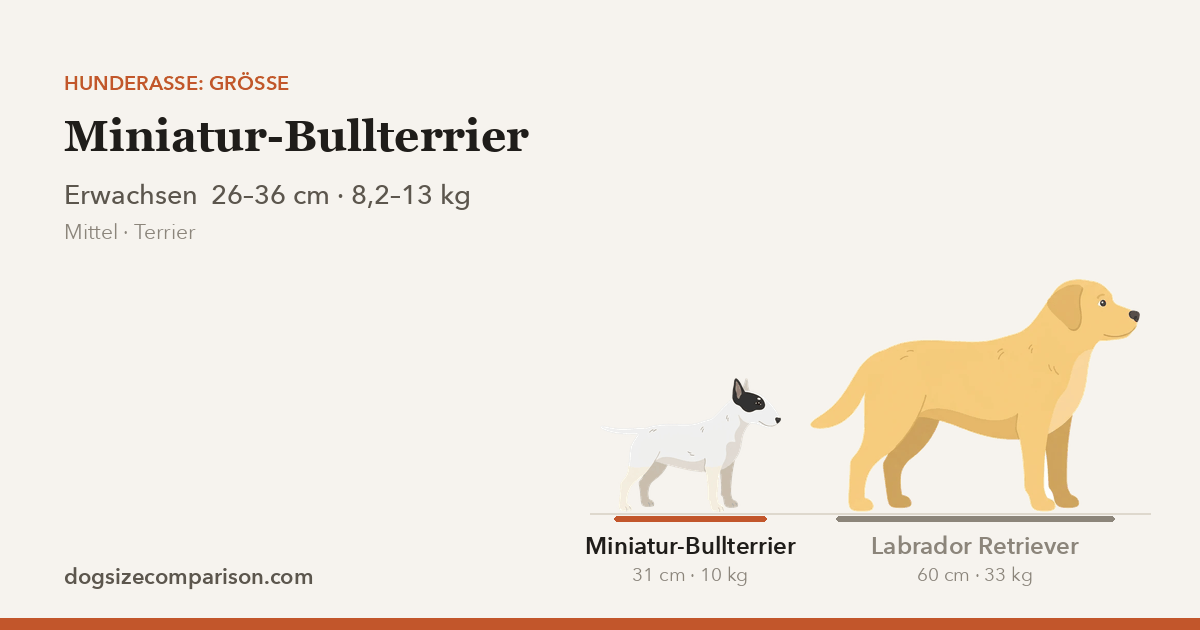 HUNDERASSE: GRÖSSE
Miniatur-Bullterrier
Erwachsen 26–36 cm · 8,2–13 kg
Mittel · Terrier
Miniatur-Bullterrier
31 cm · 10 kg
Labrador Retriever
60 cm · 33 kg
dogsizecomparison.com